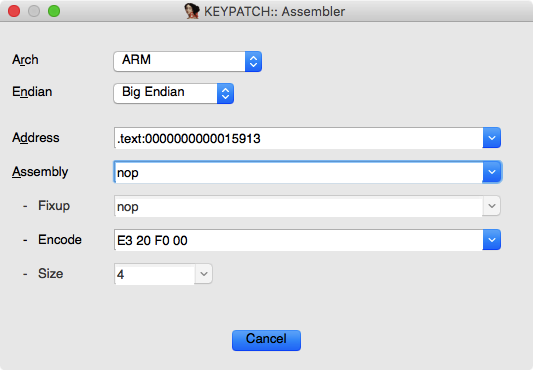 KEYPATCH:: Assembler
Arch ARM
Endian Big Endian
Address .text:0000000000015913
Assembly nop
- Fixup nop
- Encode E3 20 F0 00
- Size 4
Cancel